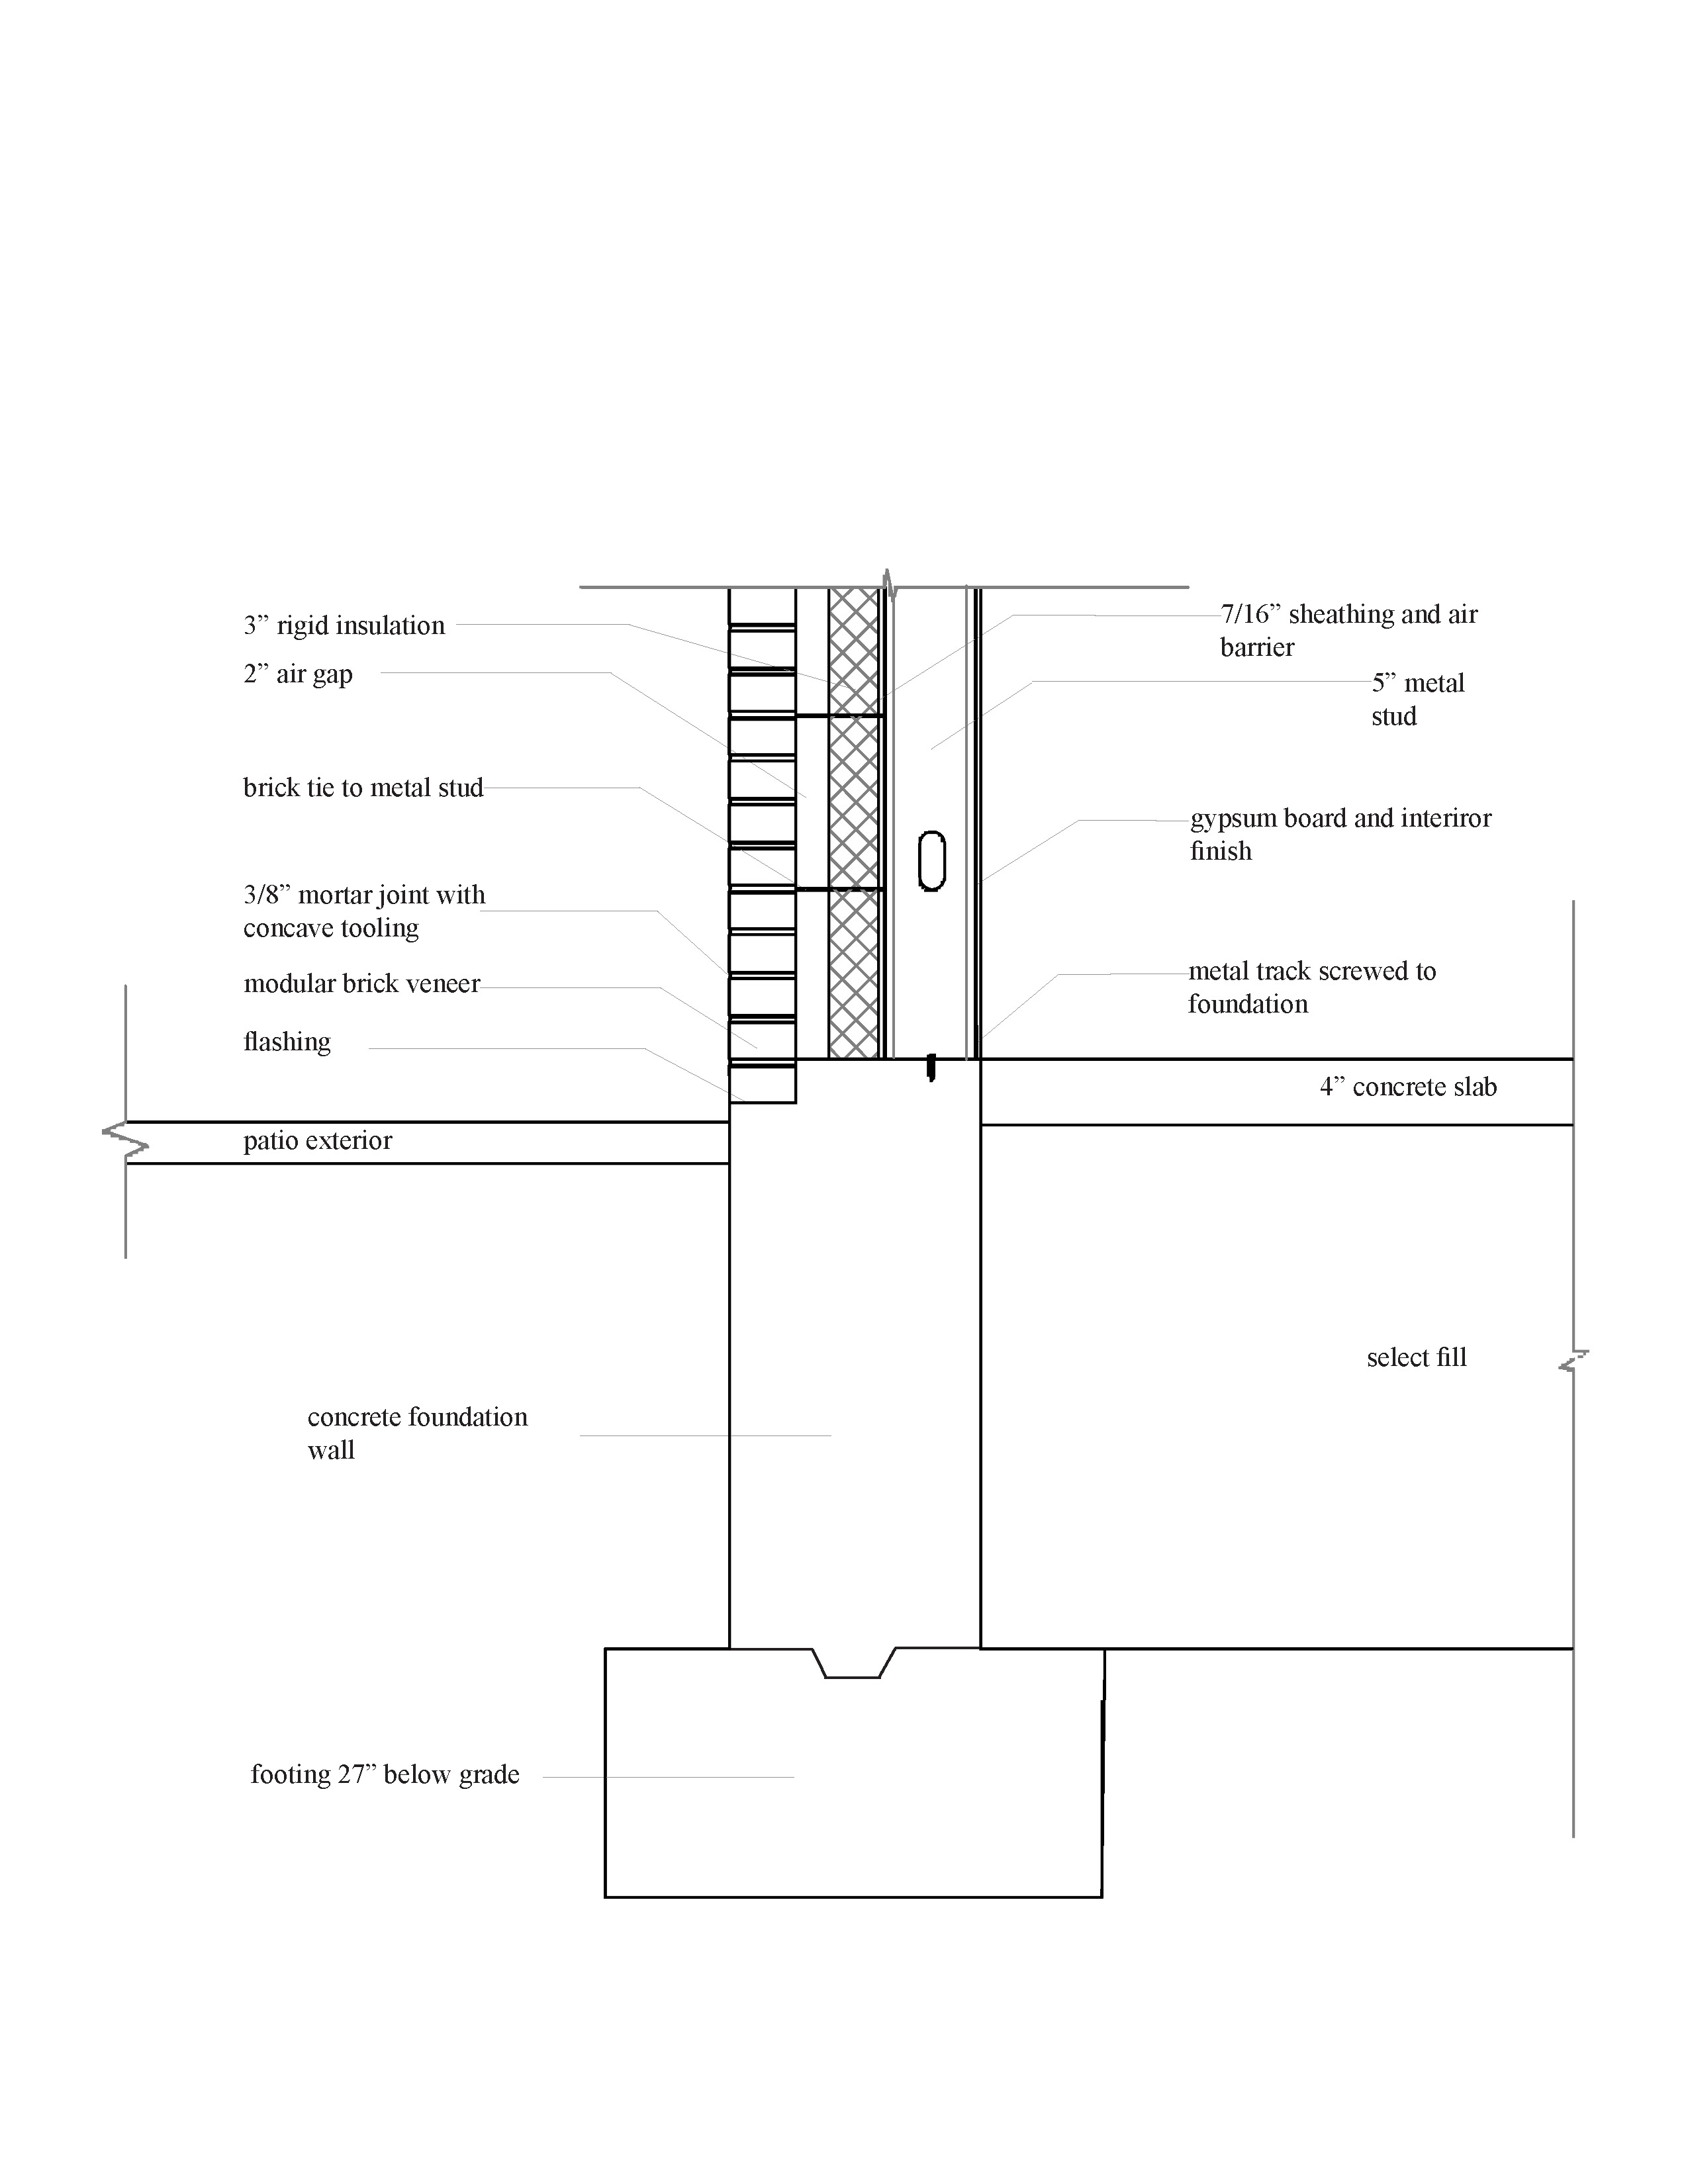 3” rigid insulation
2” air gap
brick tie to metal stud
3/8” mortar joint with
concave tooling
modular brick veneer
flashing
patio exterior
concrete foundation
wall
footing 27” below grade
7/16” sheathing and air
barrier
5” metal
stud
gypsum board and interiror
finish
metal track screwed to
foundation
4” concrete slab
select fill